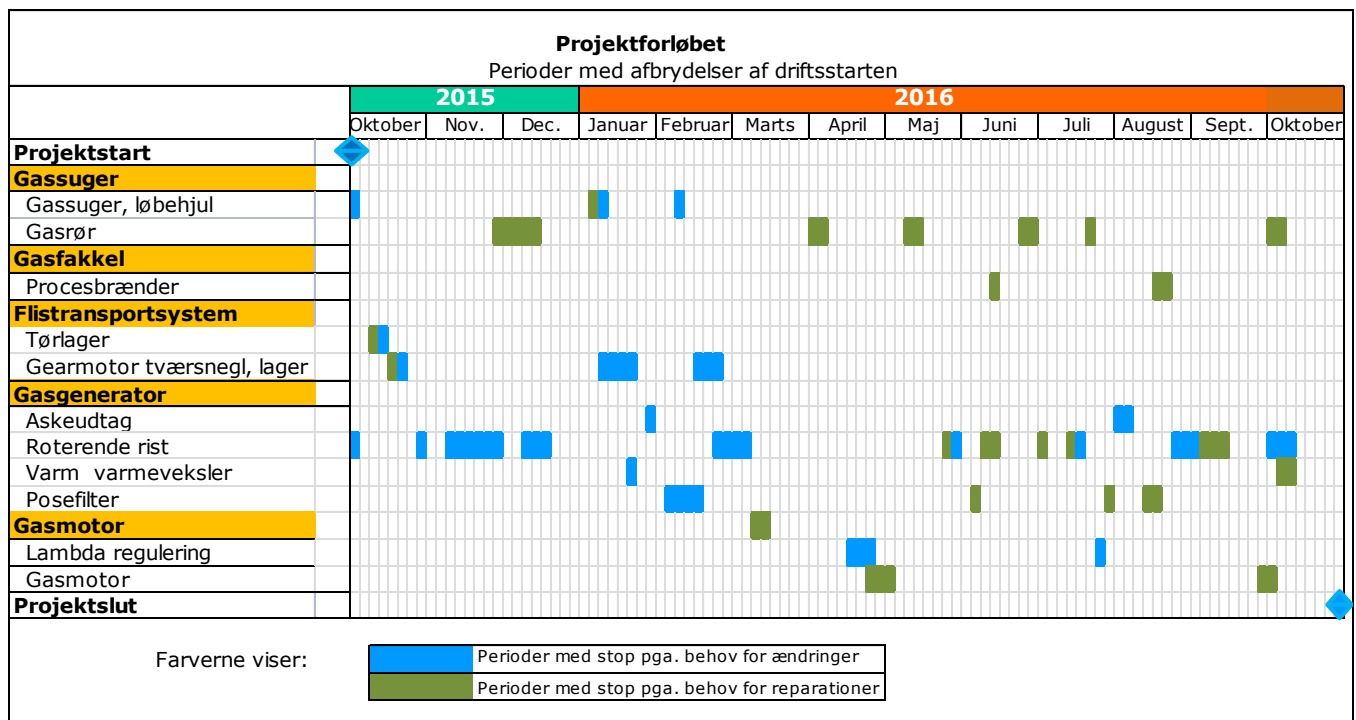 Projektforløbet
Perioder med afbrydelser af driftsstarten
2015 2016
Oktober Nov. Dec. Januar Februar Marts April Maj Juni Juli August Sept. Oktober
Projektstart
Gassuger
Gassuger, løbehjul
Gasrør
Gasfakkel
Procesbrænder
Flistransportsystem
Tørlager
Gearmotor tværsnegl, lager
Gasgenerator
Askeudtag
Roterende rist
Varm varmeveksler
Posefilter
Gasmotor
Lambda regulering
Gasmotor
Projektslut
Farverne viser:
Perioder med stop pga. behov for ændringer
Perioder med stop pga. behov for reparationer